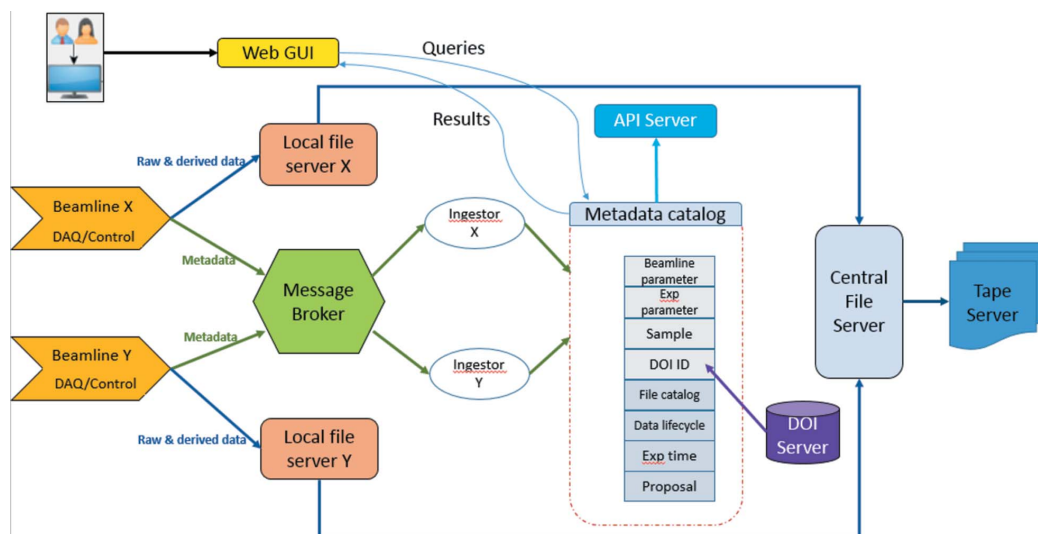 Web GUI
Queries
Results
API Server
Local file
server X
Raw & derived data
Beamline X
DAQ/Control
Metadata
Message
Broker
Ingestor
X
Metadata catalog
Beamline
parameter
Exp
parameter
Sample
DOI ID
File catalog
Data lifecycle
Exp time
Proposal
Central
File
Server
Tape
Server
Metadata
Beamline Y
DAQ/Control
Ingestor
Y
Raw & derived data
Local file
server Y
DOI
Server